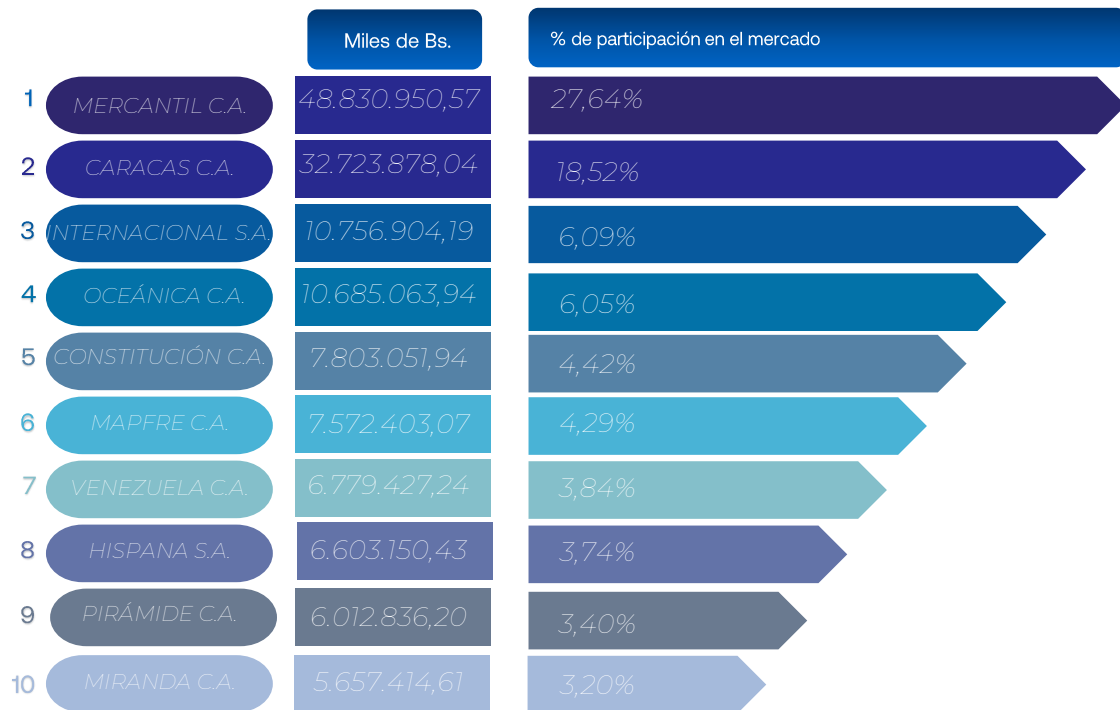 Miles de Bs. % de participación en el mercado
1 MERCANTIL C.A. 48.830.950,57 27,64%
2 CARACAS C.A. 32.723.878,04 18,52%
3 INTERNACIONAL S.A. 10.756.904,19 6,09%
4 OCEÁNICA C.A. 10.685.063,94 6,05%
5 CONSTITUCIÓN C.A. 7.803.051,94 4,42%
6 MAPFRE C.A. 7.572.403,07 4,29%
7 VENEZUELA C.A. 6.779.427,24 3,84%
8 HISPANA S.A. 6.603.150,43 3,74%
9 PIRÁMIDE C.A. 6.012.836,20 3,40%
10 MIRANDA C.A. 5.657.414,61 3,20%